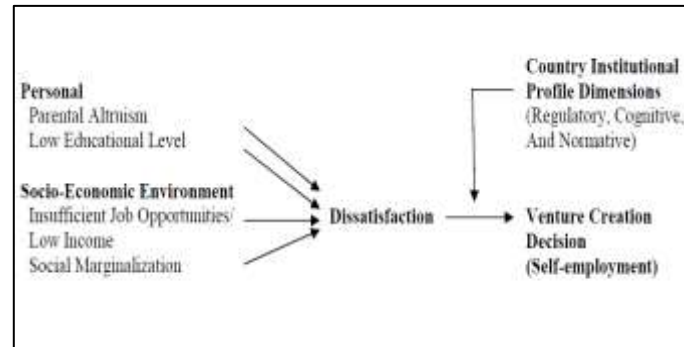 Personal
Parental Altruism
Low Educational Level
Socio-Economic Environment
Insufficient Job Opportunities/
Low Income
Social Marginalization
Dissatisfaction
Country Institutional
Profile Dimensions
(Regulatory, Cognitive,
And Normative)
Venture Creation
Decision
(Self-employment)